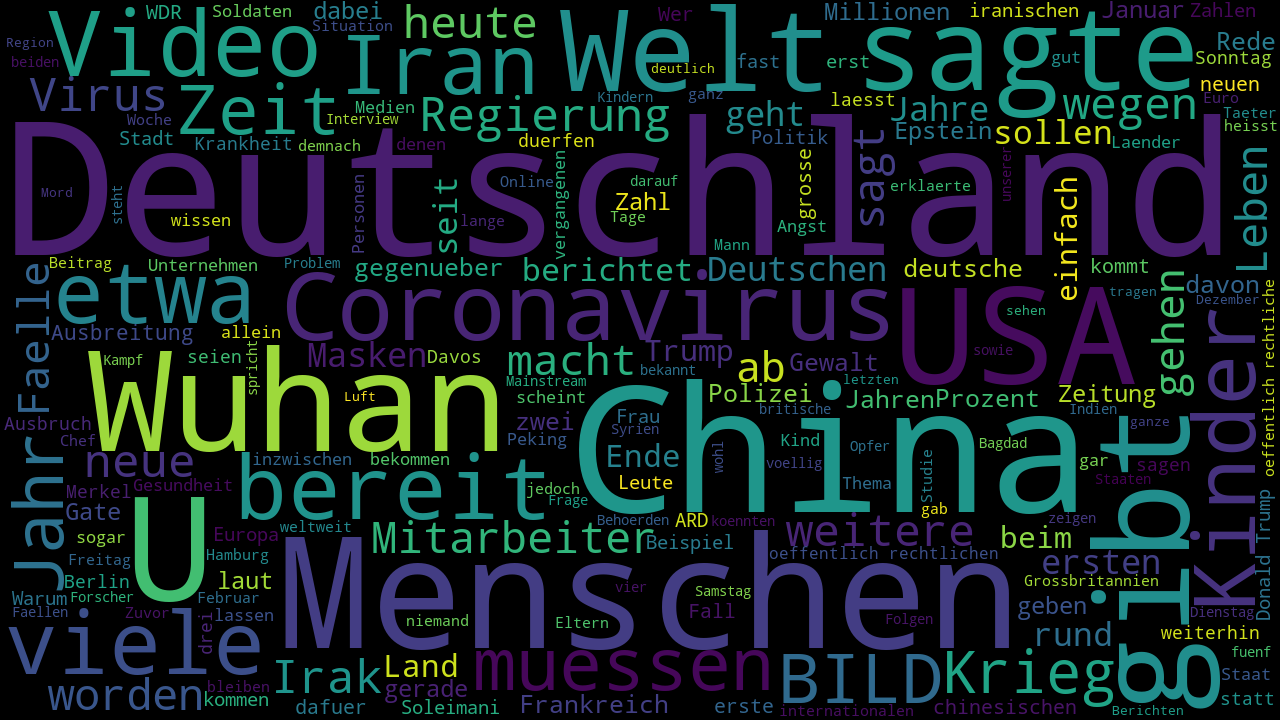 WDR Soldaten dabei Wer Millionen iranischen Januar Zahlen
Situation
Region Video Iran heute Welt sagte Rede
beiden deutlich fast erst gut Sonntag
Virus Zeit Medien Kindern ganz laesst Jahre wegen neuen Euro
Woche Interview Regierung geht Taeter
Stadt Krankheit demnach denen duerfen Politik Epstein sollen Laender heisst
Deutschland
Mord steht wissen Personen seit lange Online vergangenen darauf Zahl Tage grosse Angst sagt erklaerte unserer einfach Leben
Mann
Beitrag Unternehmen Problem gegenueber berichtet Deutschen deutsche kommt davon
tragen Dezember
Faelle etwa Coronavirus USA sehen gehen oeffentlich rechtliche
Ausbreitung allein
Kampf seien spricht Masken Davos macht Trump ab Gewalt sowie Kinder
bekannt
Wuhan Luft Mainstream scheint China Polizei letzten Jahren Prozent Zeitung
Ausbruch zwei Frau Syrien britische Indien ganze
Chef Peking Kind Opfer Bagdad
Jahr neue inzwischen bekommen Ende wohl voellig gar sagen gibt
Merkel Gesundheit bereit jedoch Leute Thema Studie Staaten
Gate U Frage gab
sogar Europa weltweit Behoerden ARD koennten weitere zeigen beim
Freitag Hamburg Mitarbeiter Beispiel oeffentlich rechtlichen ersten Donald Trump
Berlin laut Menschen vier Samstag Grossbritannien
Warum Forscher Februar Fall geben
Faellen Zuvor lassen drei niemand Eltern Folgen Dienstag
viele rund weiterhin
Irak Land muessen BILD Krieg fuenf
worden bleiben gerade Staat
kommen dafuer Soleimani Frankreich erste internationalen chinesischen Berichten statt